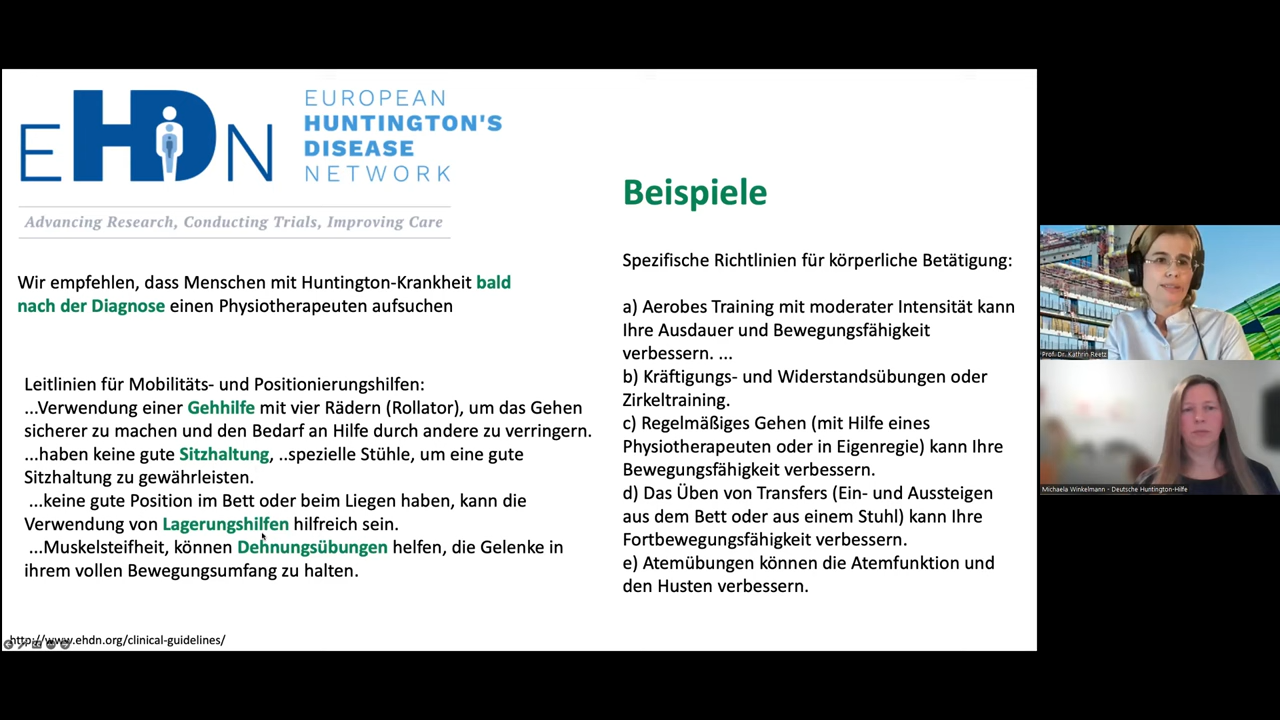 EHDN
EUROPEAN
HUNTINGTON'S
DISEASE
NETWORK
Advancing Research, Conducting Trials, Improving Care
Wir empfehlen, dass Menschen mit Huntington-Krankheit bald
nach der Diagnose einen Physiotherapeuten aufsuchen
Leitlinien für Mobilitäts- und Positionierungshilfen:
...Verwendung einer Gehhilfe mit vier Rädern (Rollator), um das Gehen
sicherer zu machen und den Bedarf an Hilfe durch andere zu verringern.
...haben keine gute Sitzhaltung, ..spezielle Stühle, um eine gute
Sitzhaltung zu gewährleisten.
...keine gute Position im Bett oder beim Liegen haben, kann die
Verwendung von Lagerungshilfen hilfreich sein.
...Muskelsteifheit, können Dehnungsübungen helfen, die Gelenke in
ihrem vollen Bewegungsumfang zu halten.
http://www.ehdn.org/clinical-guidelines/
Beispiele
Spezifische Richtlinien für körperliche Betätigung:
a) Aerobes Training mit moderater Intensität kann
Ihre Ausdauer und Bewegungsfähigkeit
verbessern. ...
b) Kräftigungs- und Widerstandsübungen oder
Zirkeltraining.
c) Regelmäßiges Gehen (mit Hilfe eines
Physiotherapeuten oder in Eigenregie) kann Ihre
Bewegungsfähigkeit verbessern.
d) Das Üben von Transfers (Ein- und Aussteigen
aus dem Bett oder aus einem Stuhl) kann Ihre
Fortbewegungsfähigkeit verbessern.
e) Atemübungen können die Atemfunktion und
den Husten verbessern.
Prof. Dr. Kathrin Reetz
Michaela Winkelmann - Deutsche Huntington-Hilfe